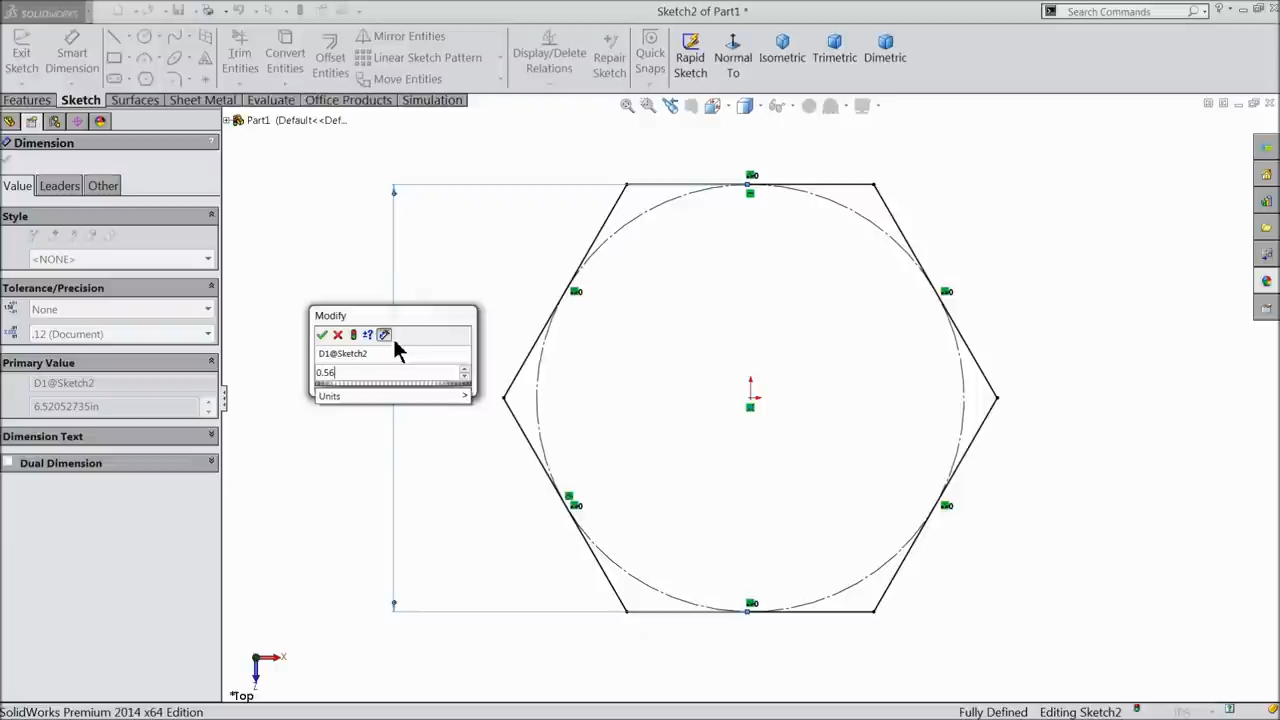 SOLIDWORKS
Sketch2 of Part1 *
Search Commands
Exit Sketch
Smart Dimension
Trim Entities
Convert Entities
Offset Entities
Mirror Entities
Linear Sketch Pattern
Move Entities
Display/Delete Relations
Repair Sketch
Quick Snaps
Rapid Sketch
Normal To
Isometric
Trimetric
Dimetric
Features
Sketch
Surfaces
Sheet Metal
Evaluate
Office Products
Simulation
Part1 (Default<<Def...
Dimension
?
Value
Leaders
Other
Style
<NONE>
Tolerance/Precision
None
.12 (Document)
Primary Value
D1@Sketch2
6.52052735in
Dimension Text
Dual Dimension
Modify
±?
D1@Sketch2
0.56
Units >
X
Z
*Top
SolidWorks Premium 2014 x64 Edition
Fully Defined
Editing Sketch2